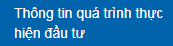 Thông tin quá trình thực
hiện đầu tư